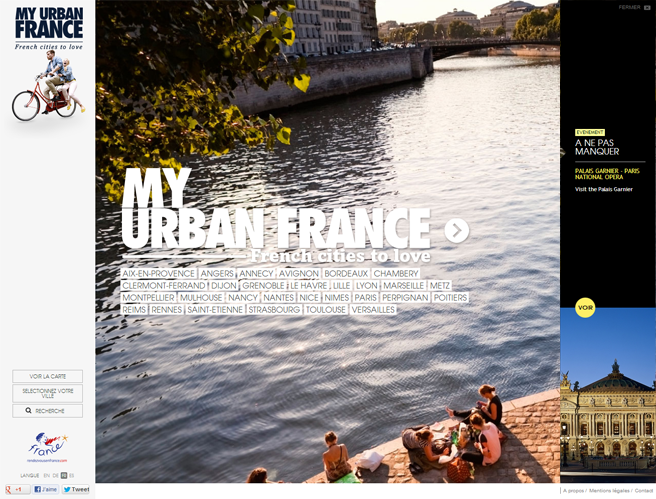 MY URBAN
FRANCE
French cities to love
VOIR LA CARTE
SELECTIONNEZ VOTRE
VILLE
RECHERCHE
france
LANGUE EN DE FR ES
+1 J'aime Tweet
MY
URBAN FRANCE
French cities to love
AIX-EN-PROVENCE ANGERS ANNECY AVIGNON BORDEAUX CHAMBERY
CLERMONT-FERRAND DIJON GRENOBLE LE HAVRE LILLE LYON MARSEILLE METZ
MONTPELLIER MULHOUSE NANCY NANTES NICE NIMES PARIS PERPIGNAN POITIERS
REIMS RENNES SAINT-ETIENNE STRASBOURG TOULOUSE VERSAILLES
FERMER
EVENEMENT
A NE PAS
MANQUER
PALAIS GARNIER - PARIS
NATIONAL OPERA
Visit the Palais Garnier
VOIR
A propos / Mentions légales / Contact